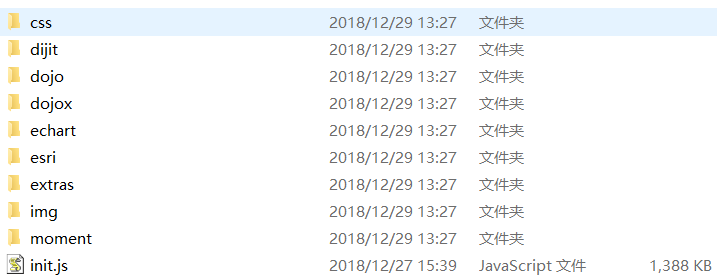 css 2018/12/29 13:27 文件夹
dijit 2018/12/29 13:27 文件夹
dojo 2018/12/29 13:27 文件夹
dojox 2018/12/29 13:27 文件夹
echart 2018/12/29 13:27 文件夹
esri 2018/12/29 13:27 文件夹
extras 2018/12/29 13:27 文件夹
img 2018/12/29 13:27 文件夹
moment 2018/12/29 13:27 文件夹
init.js 2018/12/27 15:39 JavaScript 文件 1,388 KB